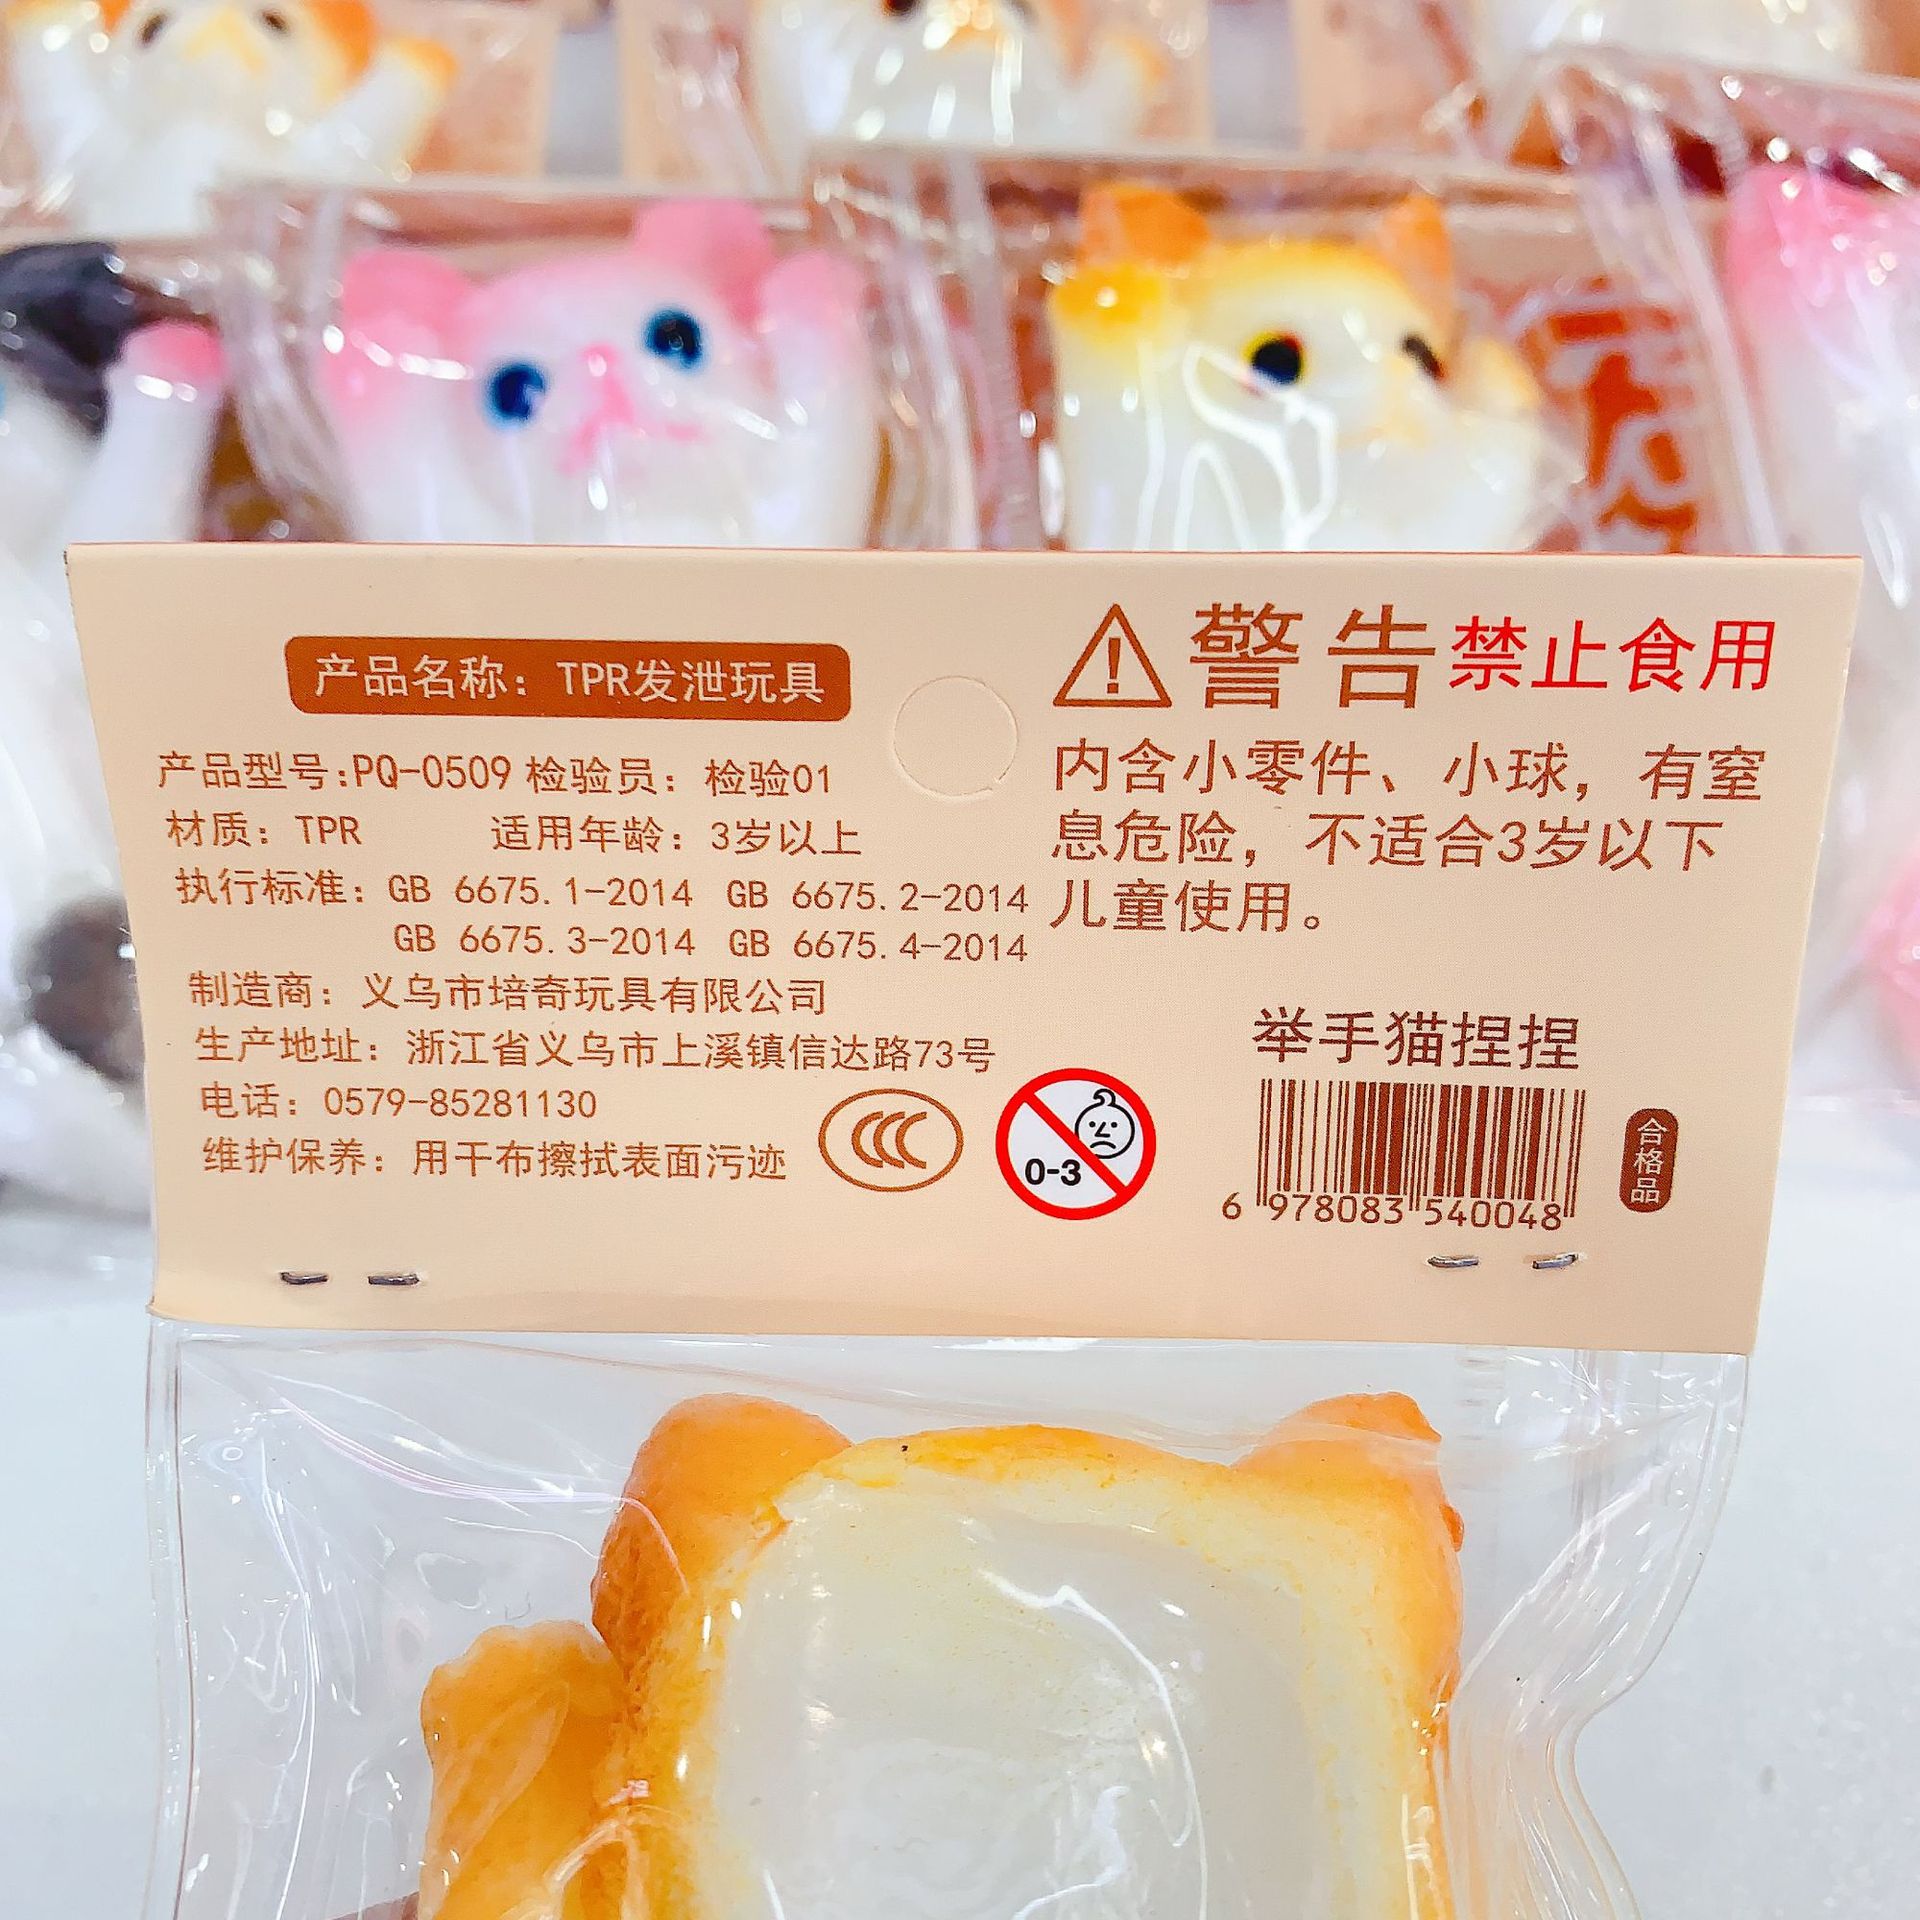 产品名称：TPR发泄玩具
产品型号:PQ-0509 检验员：检验01
材质：TPR 适用年龄：3岁以上
执行标准：GB 6675.1-2014 GB 6675.2-2014
GB 6675.3-2014 GB 6675.4-2014
制造商：义乌市培奇玩具有限公司
生产地址：浙江省义乌市上溪镇信达路73号
电话：0579-85281130
维护保养：用干布擦拭表面污迹
CCC
0-3
警告 禁止食用
内含小零件、小球，有窒
息危险，不适合3岁以下
儿童使用。
举手猫捏捏
6 978083 540048
合格品